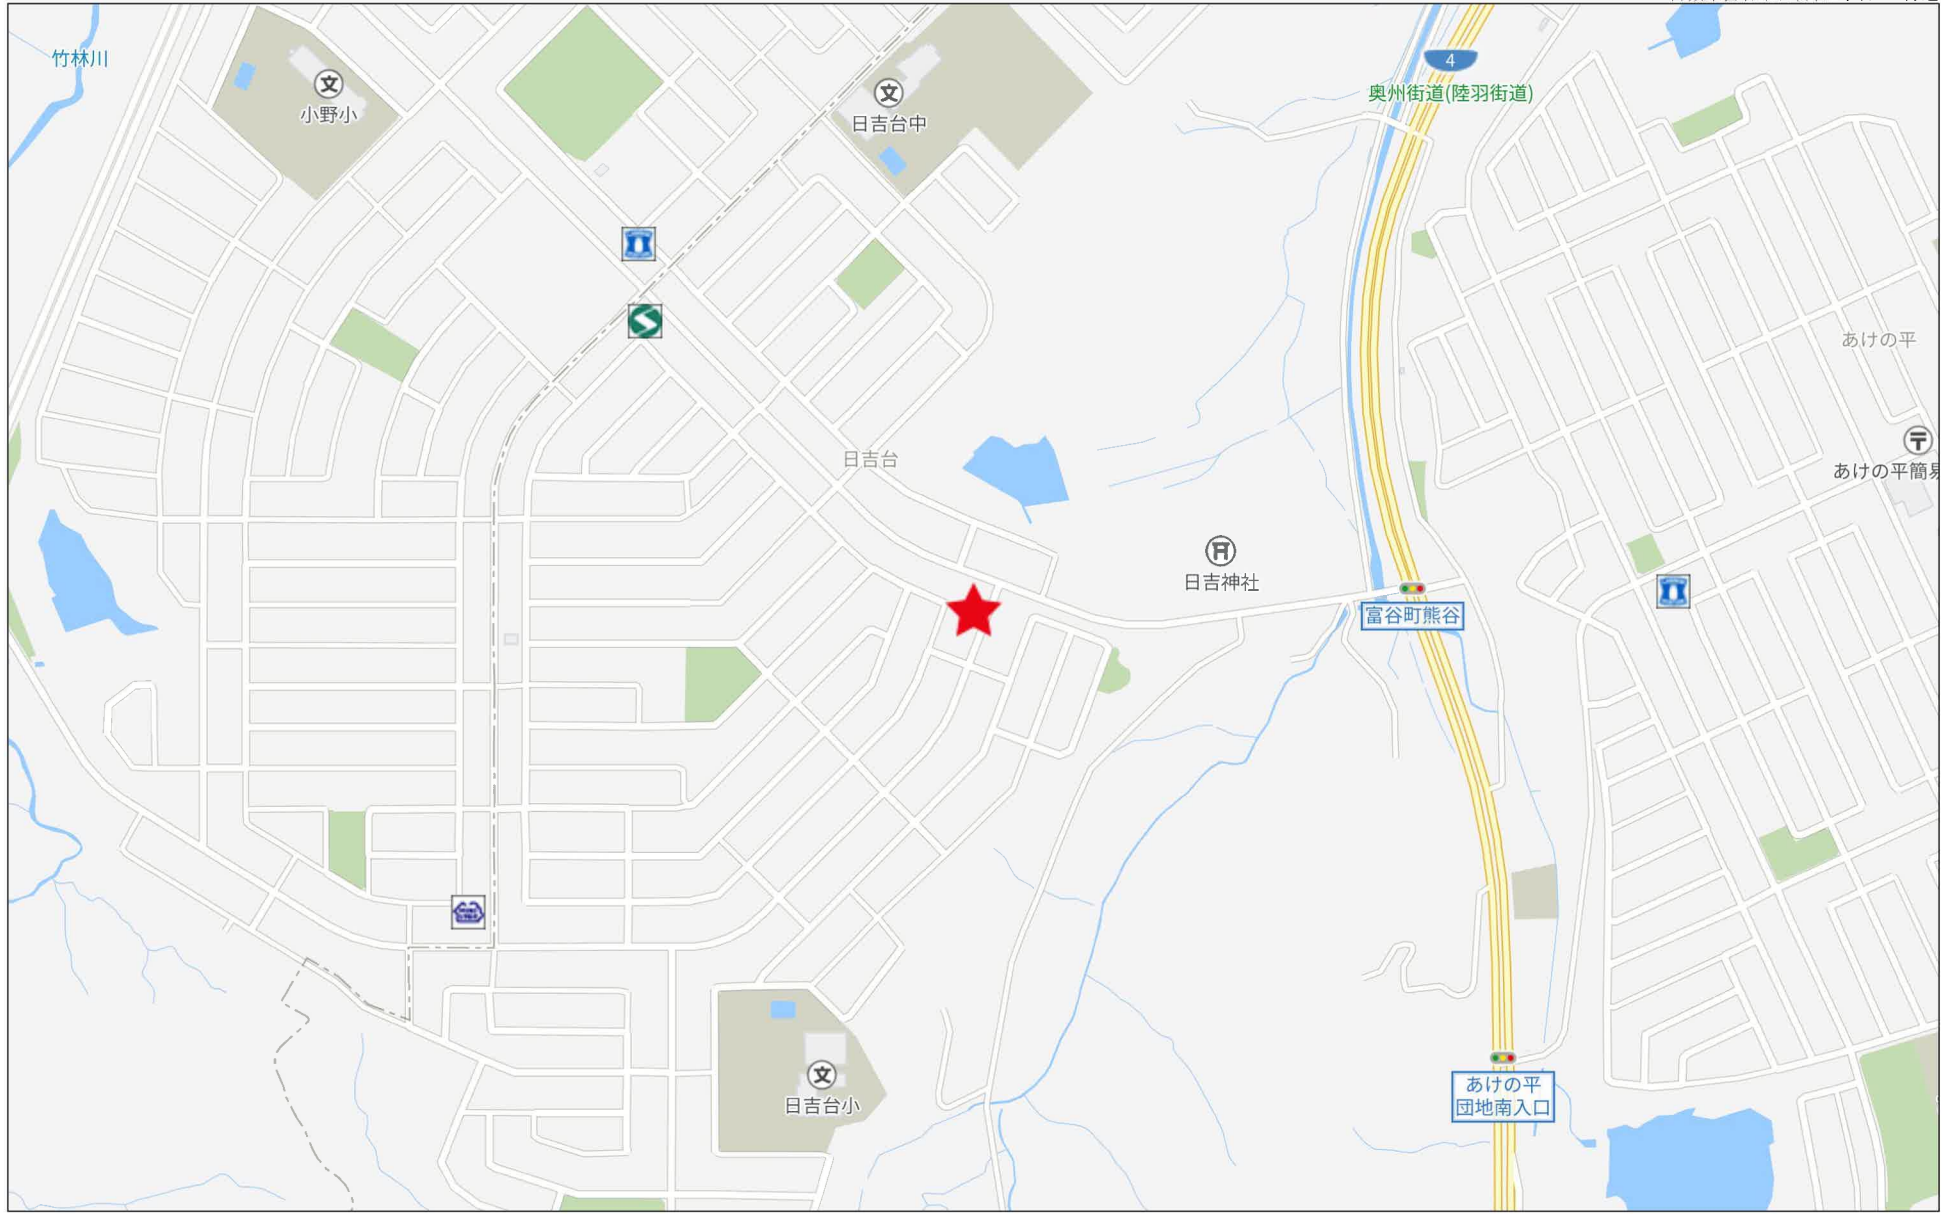 竹林川
小野小
日吉台中
4
奥州街道(陸羽街道)
あけの平
日吉台
あけの平簡易
日吉神社
富谷町熊谷
日吉台小
あけの平
団地南入口